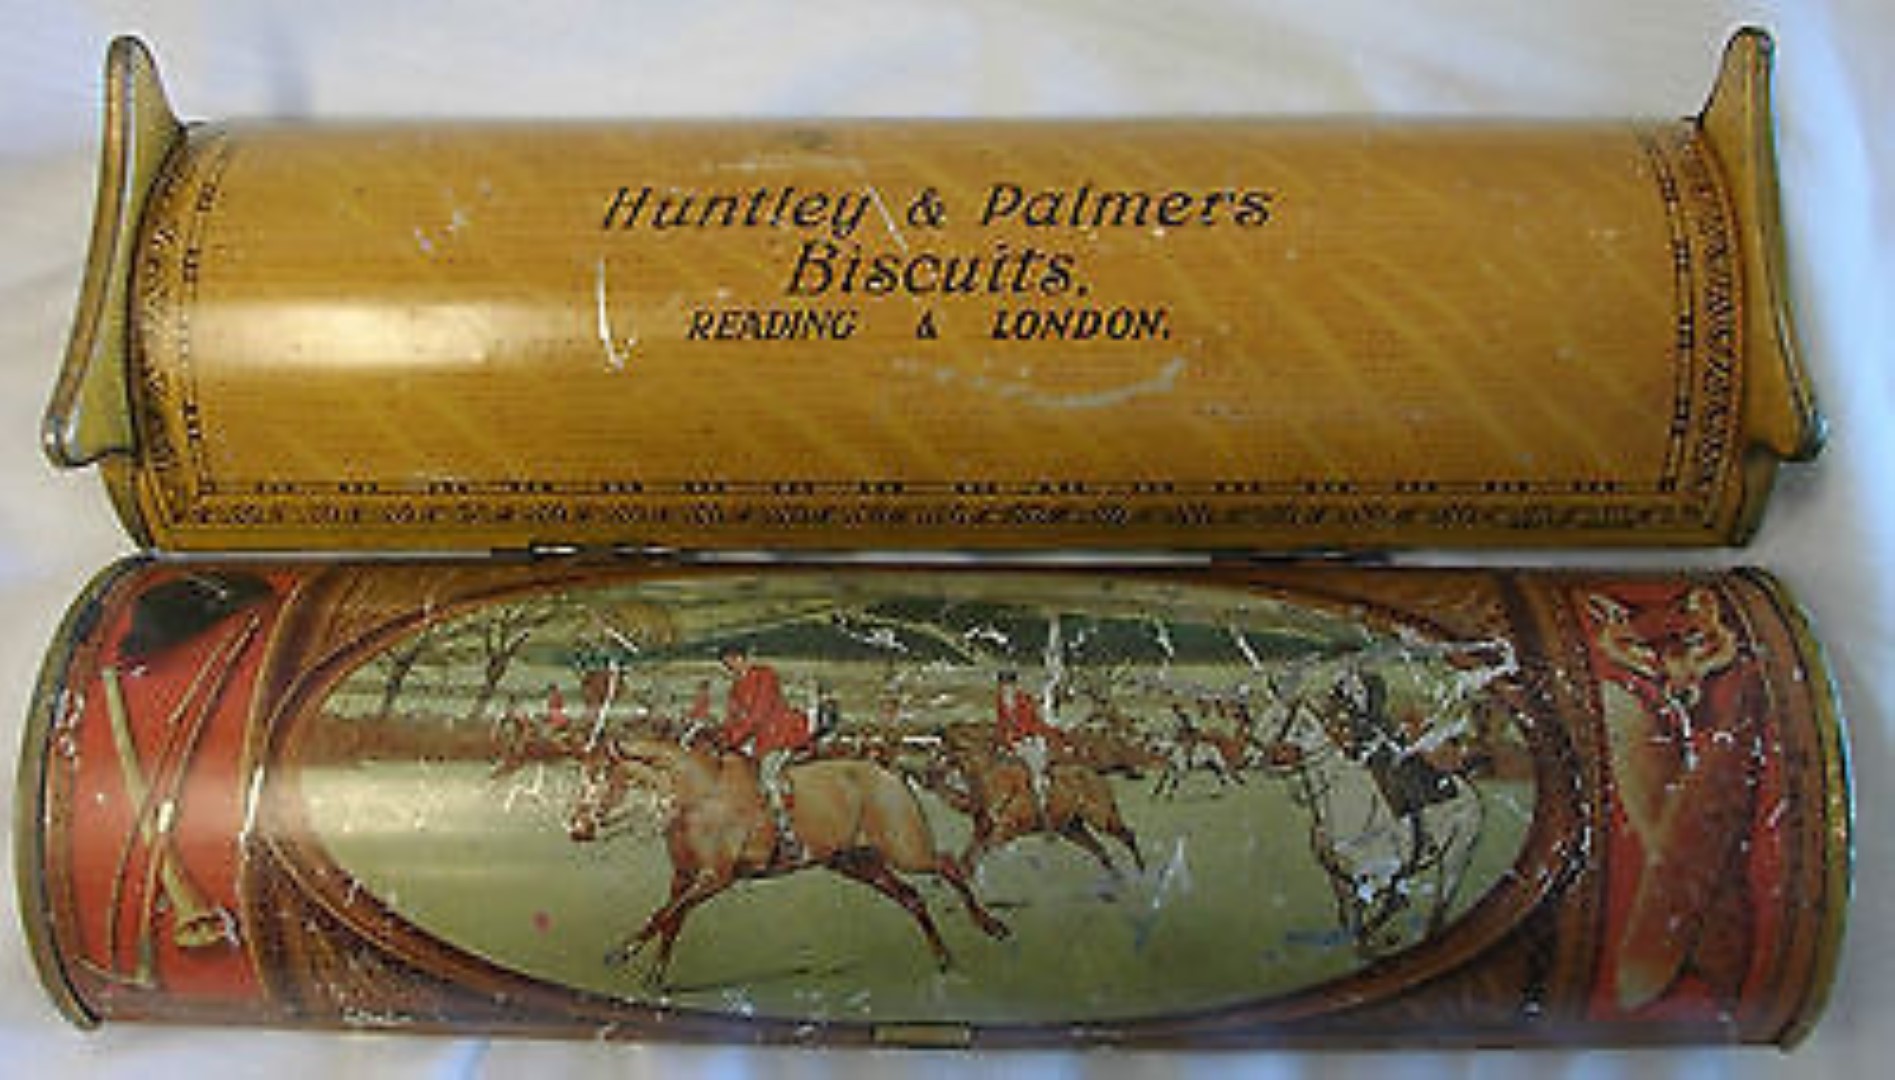 Huntley & Palmers
Biscuits.
READING & LONDON.